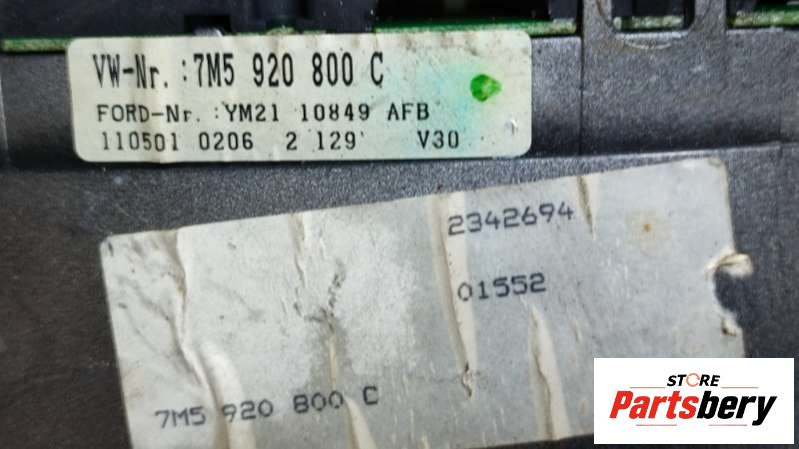 VW-Nr. :7M5 920 800 C
FORD-Nr. :YM21 10849 AFB
110501 0206 2 129 V30
2342694
01552
7M5 920 800 C
STORE
Partsbery